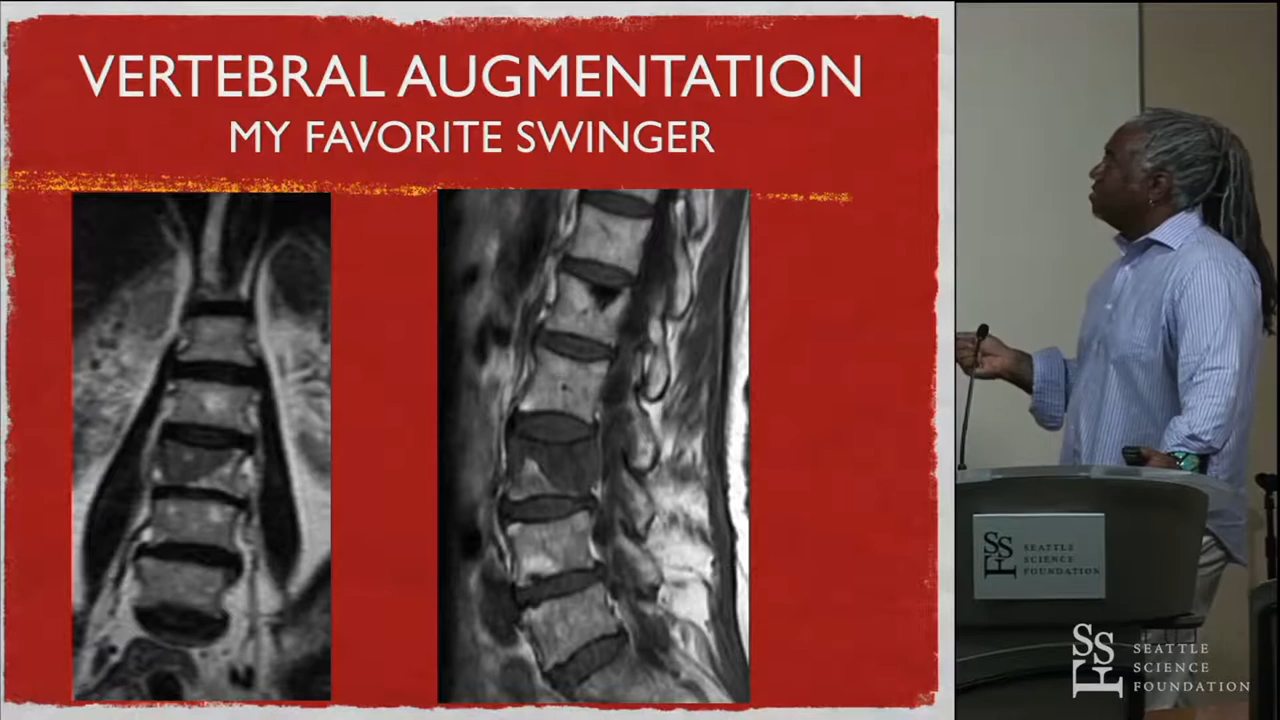 VERTEBRAL AUGMENTATION
MY FAVORITE SWINGER
SEATTLE
SCIENCE
FOUNDATION
SEATTLE
SCIENCE
FOUNDATION